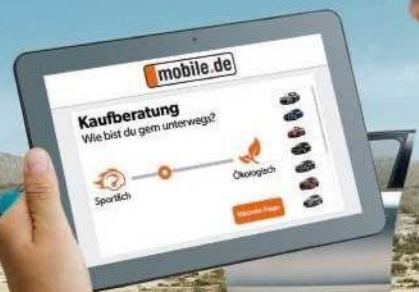 mobile.de
Kaufberatung
Wie bist du gern unterwegs?
Sportlich
Ökologisch
Nächste Frage